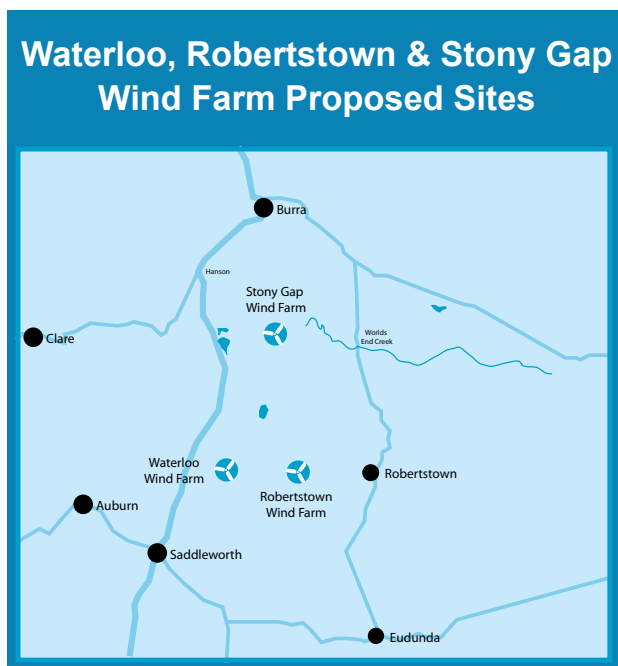 Waterloo, Robertstown & Stony Gap
Wind Farm Proposed Sites
Burra
Hanson
Stony Gap
Wind Farm
Worlds
End Creek
Clare
Waterloo
Wind Farm
Robertstown
Wind Farm
Robertstown
Auburn
Saddleworth
Eudunda